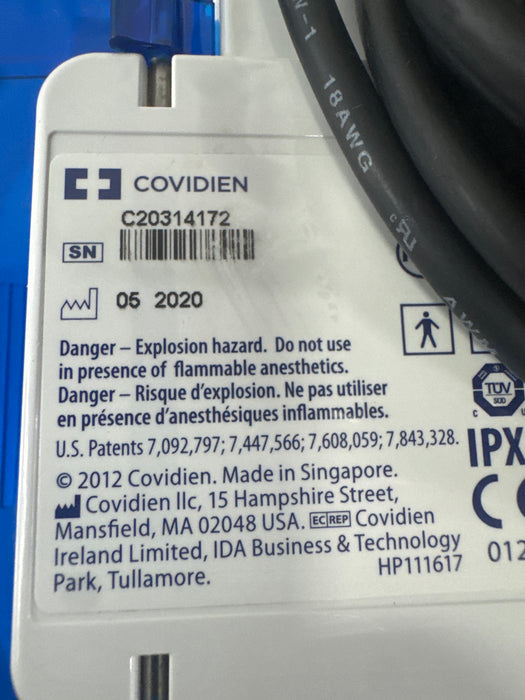 18AWG
COVIDIEN
C20314172
SN
05 2020
Danger – Explosion hazard. Do not use
in presence of flammable anesthetics.
Danger – Risque d'explosion. Ne pas utiliser
en présence d'anesthésiques inflammables.
TÜV
SÜD
C
U.S. Patents 7,092,797; 7,447,566; 7,608,059; 7,843,328.
IPX
© 2012 Covidien. Made in Singapore.
Covidien llc, 15 Hampshire Street,
Mansfield, MA 02048 USA. EC REP Covidien
Ireland Limited, IDA Business & Technology
Park, Tullamore.
HP111617
012